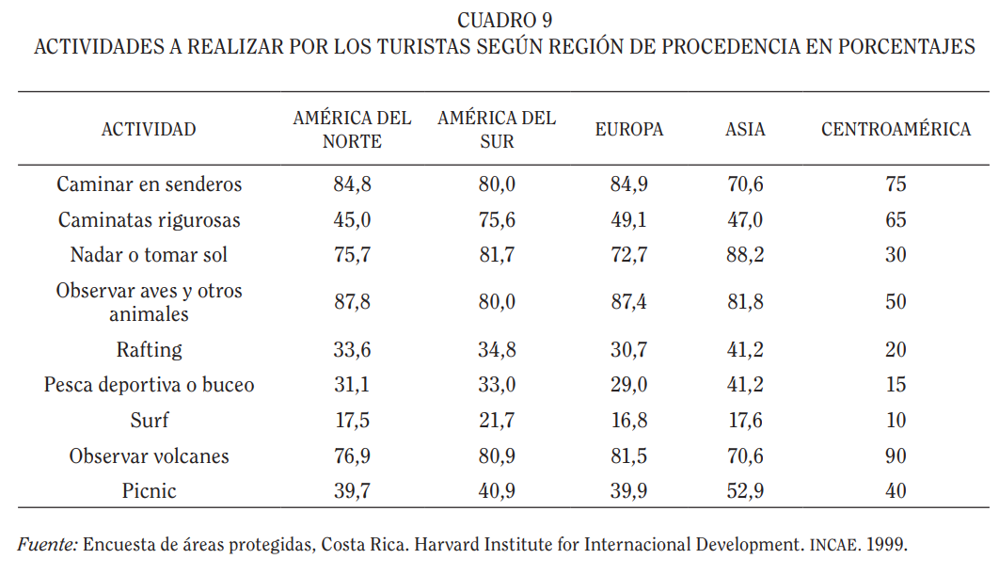 CUADRO 9
ACTIVIDADES A REALIZAR POR LOS TURISTAS SEGÚN REGIÓN DE PROCEDENCIA EN PORCENTAJES
ACTIVIDAD AMÉRICA DEL NORTE AMÉRICA DEL SUR EUROPA ASIA CENTROAMÉRICA
Caminar en senderos 84,8 80,0 84,9 70,6 75
Caminatas rigurosas 45,0 75,6 49,1 47,0 65
Nadar o tomar sol 75,7 81,7 72,7 88,2 30
Observar aves y otros animales 87,8 80,0 87,4 81,8 50
Rafting 33,6 34,8 30,7 41,2 20
Pesca deportiva o buceo 31,1 33,0 29,0 41,2 15
Surf 17,5 21,7 16,8 17,6 10
Observar volcanes 76,9 80,9 81,5 70,6 90
Picnic 39,7 40,9 39,9 52,9 40
Fuente: Encuesta de áreas protegidas, Costa Rica. Harvard Institute for Internacional Development. INCAE. 1999.